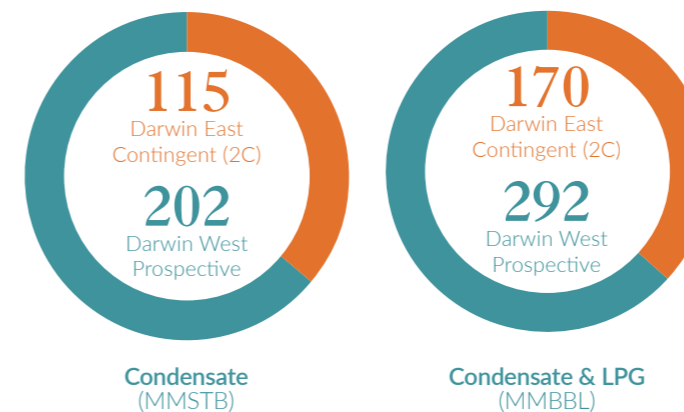 115
Darwin East
Contingent (2C)
202
Darwin West
Prospective
Condensate
(MMSTB)
170
Darwin East
Contingent (2C)
292
Darwin West
Prospective
Condensate & LPG
(MMBBL)